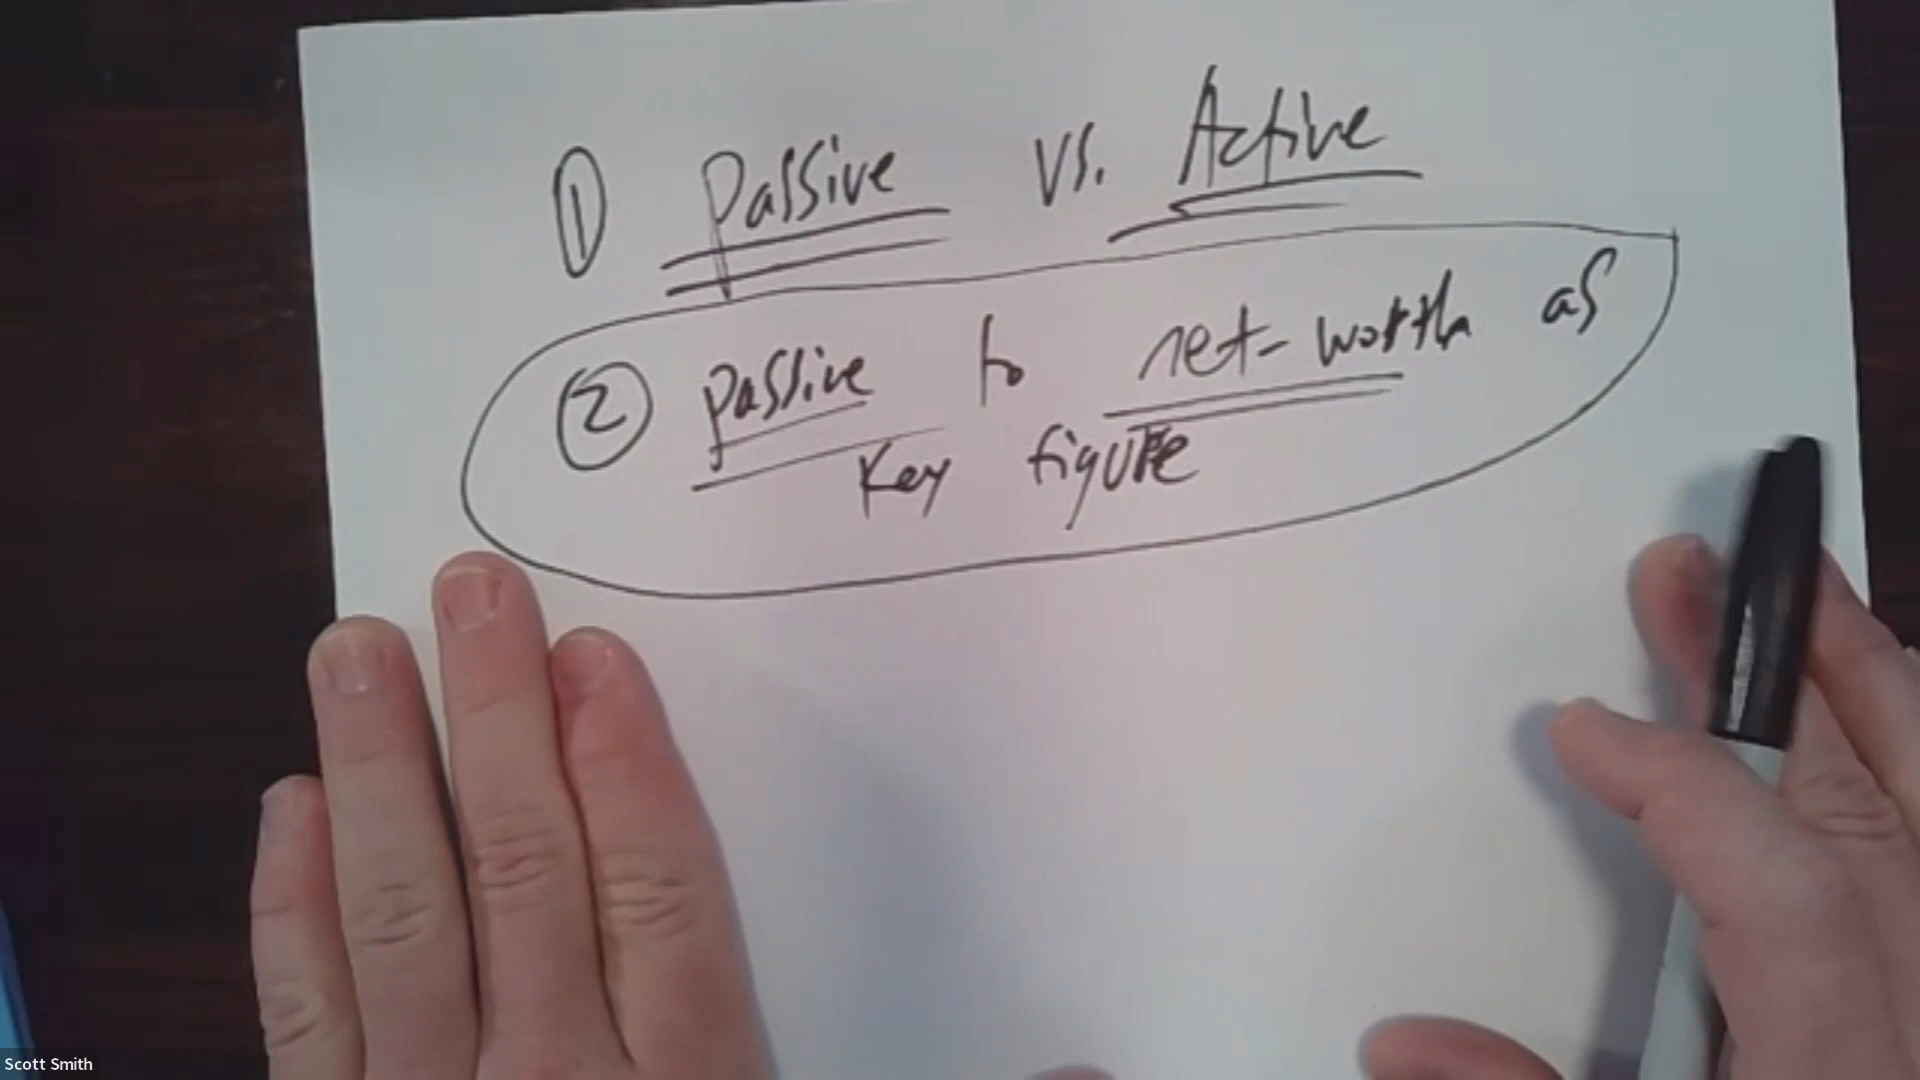 ① Passive vs. Active
② passive to net-worth as
key figure
Scott Smith